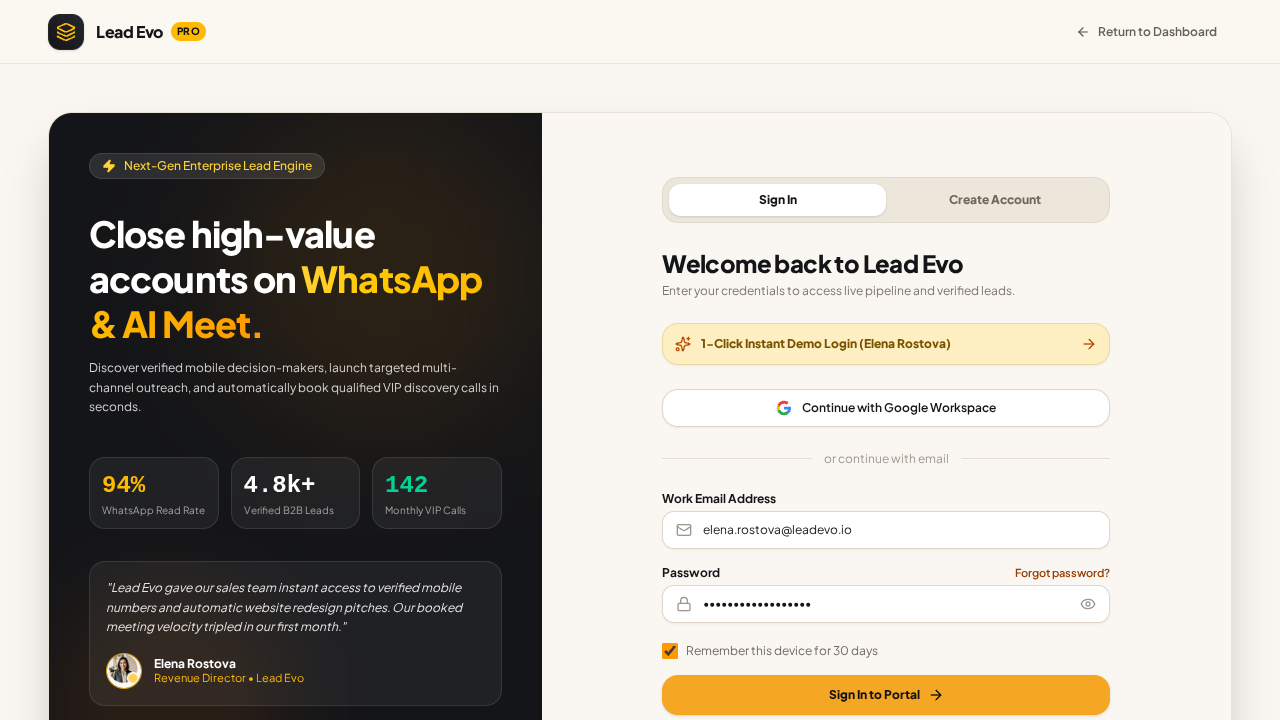 Lead Evo PRO
Return to Dashboard
Next-Gen Enterprise Lead Engine
Close high-value
accounts on WhatsApp
& AI Meet.
Discover verified mobile decision-makers, launch targeted multi-
channel outreach, and automatically book qualified VIP discovery calls in
seconds.
94%
WhatsApp Read Rate
4.8k+
Verified B2B Leads
142
Monthly VIP Calls
"Lead Evo gave our sales team instant access to verified mobile
numbers and automatic website redesign pitches. Our booked
meeting velocity tripled in our first month."
Elena Rostova
Revenue Director • Lead Evo
Sign In
Create Account
Welcome back to Lead Evo
Enter your credentials to access live pipeline and verified leads.
1-Click Instant Demo Login (Elena Rostova)
Continue with Google Workspace
or continue with email
Work Email Address
elena.rostova@leadevo.io
Password
Forgot password?
••••••••••••••••••
Remember this device for 30 days
Sign In to Portal